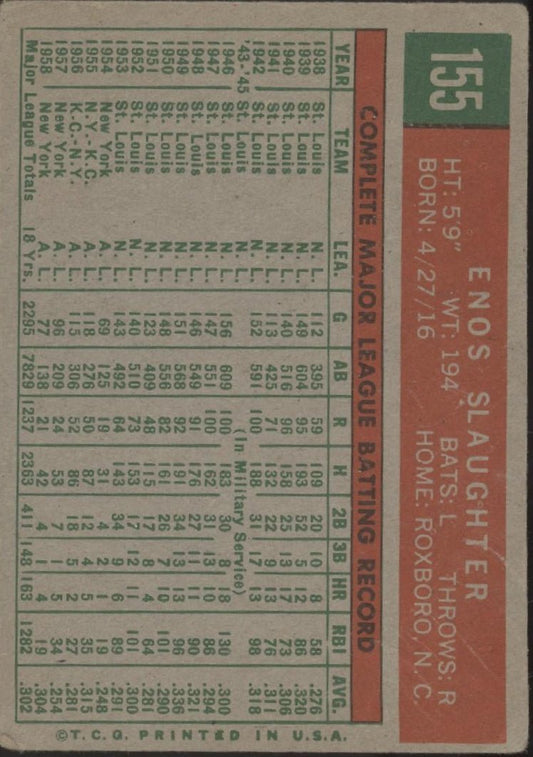 155
ENOS SLAUGHTER
HT: 5'9" WT: 194 BATS: L THROWS: R
BORN: 4/27/16 HOME: ROXBORO, N. C.
COMPLETE MAJOR LEAGUE BATTING RECORD
YEAR TEAM LEA. G AB R H 2B 3B HR RBI AVG.
1938 St. Louis N. L. 112 395 59 109 20 10 8 58 .276
1939 St. Louis N. L. 149 604 95 193 52 5 12 86 .320
1940 St. Louis N. L. 140 516 96 158 25 13 17 73 .306
1941 St. Louis N. L. 113 425 71 132 22 9 13 76 .311
1942 St. Louis N. L. 152 591 100 188 31 17 13 98 .318
'43-'45 (In Military Service)
1946 St. Louis N. L. 156 609 100 183 30 8 18 130 .300
1947 St. Louis N. L. 147 551 100 162 31 13 10 86 .294
1948 St. Louis N. L. 146 549 91 176 27 11 11 90 .321
1949 St. Louis N. L. 151 568 92 191 34 13 13 96 .336
1950 St. Louis N. L. 148 556 82 161 26 7 10 101 .290
1951 St. Louis N. L. 123 409 48 115 17 8 4 64 .281
1952 St. Louis N. L. 140 510 73 153 17 12 11 101 .300
1953 St. Louis N. L. 143 492 64 143 34 9 6 89 .291
1954 New York A. L. 69 125 19 31 4 2 1 19 .248
1955 N.Y.-K.C. A. L. 118 276 50 87 12 4 5 35 .315
1956 K.C.-N.Y. A. L. 115 306 52 86 18 5 2 27 .281
1957 New York A. L. 96 209 24 53 7 1 5 34 .254
1958 New York A. L. 77 138 21 42 4 1 4 19 .304
Major League Totals 18 Yrs. 2295 7829 1237 2363 411 148 163 1282 .302
©T.C.G. PRINTED IN U.S.A.